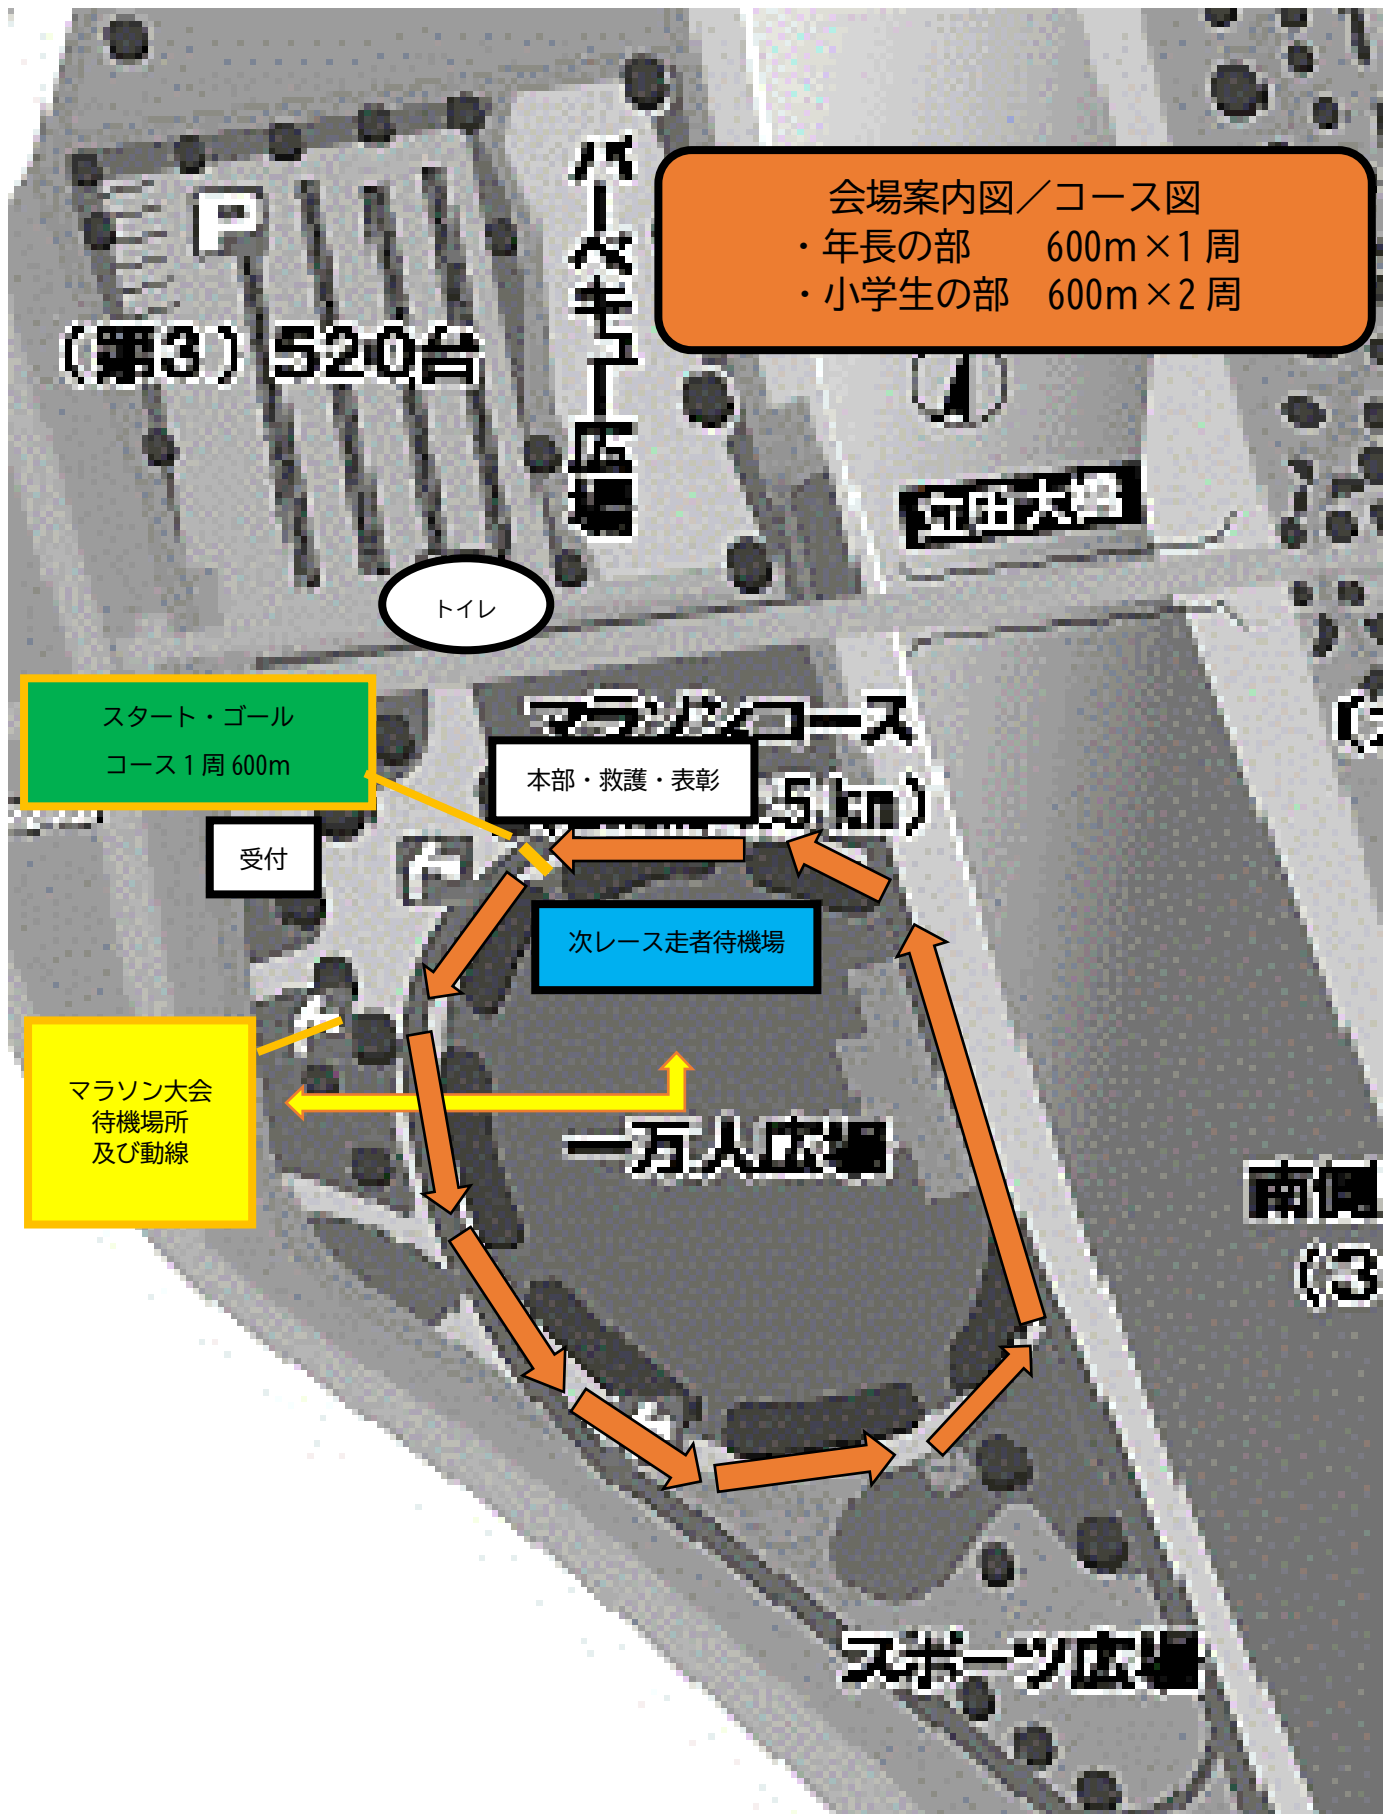 会場案内図／コース図
・年長の部　　600m×1周
・小学生の部　600m×2周
P
バーベキュー広場
（第3）520台
立田大橋
トイレ
マラソンコース
スタート・ゴール
コース1周600m
本部・救護・表彰
5km）
受付
次レース走者待機場
マラソン大会
待機場所
及び動線
一万人広場
南側
（3
スポーツ広場